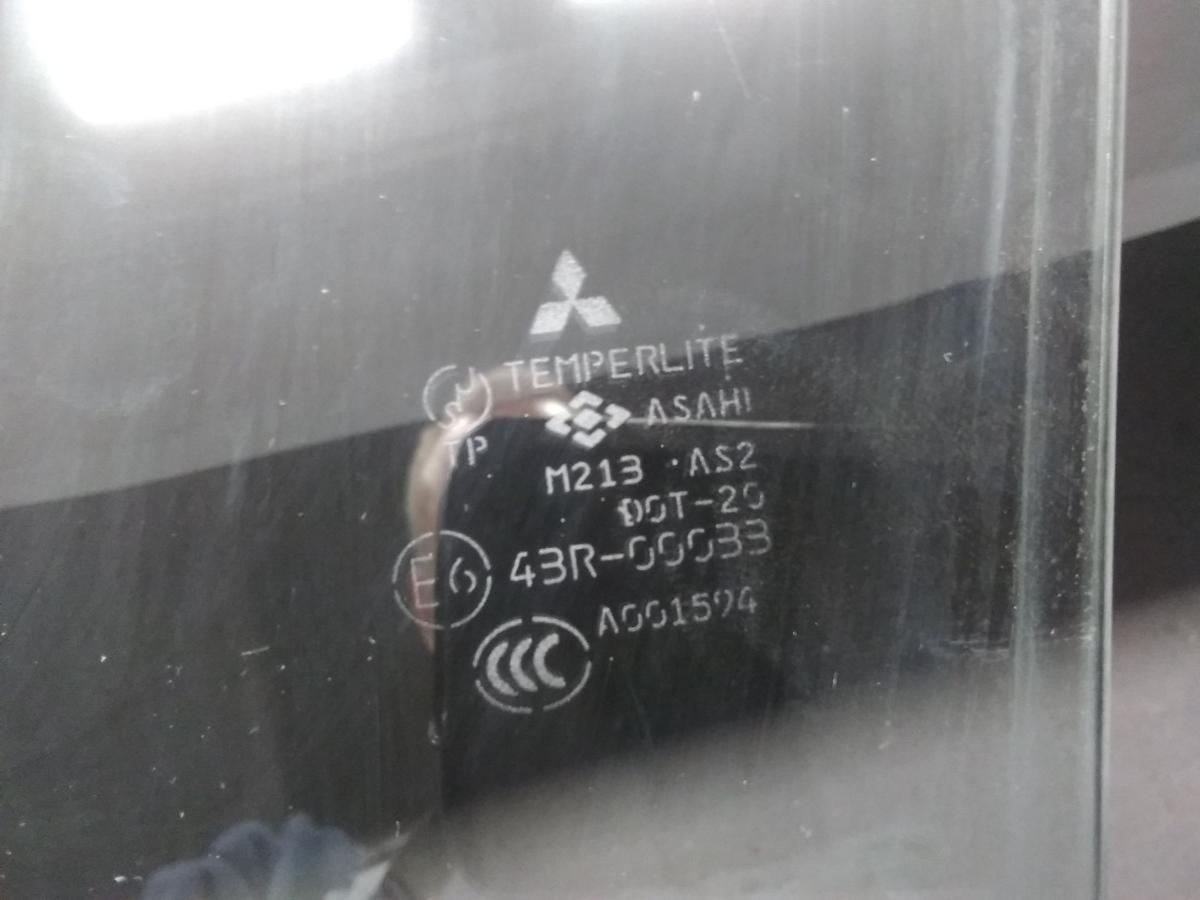 TEMPERLITE
ASAHI
TP
M213 AS2
DOT-20
E6 43R-00033
A001594
CCC